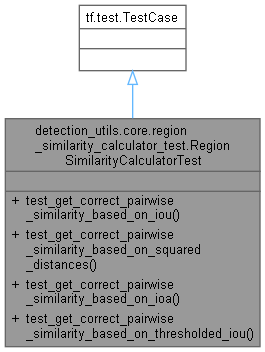 tf.test.TestCase
detection_utils.core.region
_similarity_calculator_test.Region
SimilarityCalculatorTest
+ test_get_correct_pairwise
_similarity_based_on_iou()
+ test_get_correct_pairwise
_similarity_based_on_squared
_distances()
+ test_get_correct_pairwise
_similarity_based_on_ioa()
+ test_get_correct_pairwise
_similarity_based_on_thresholded_iou()